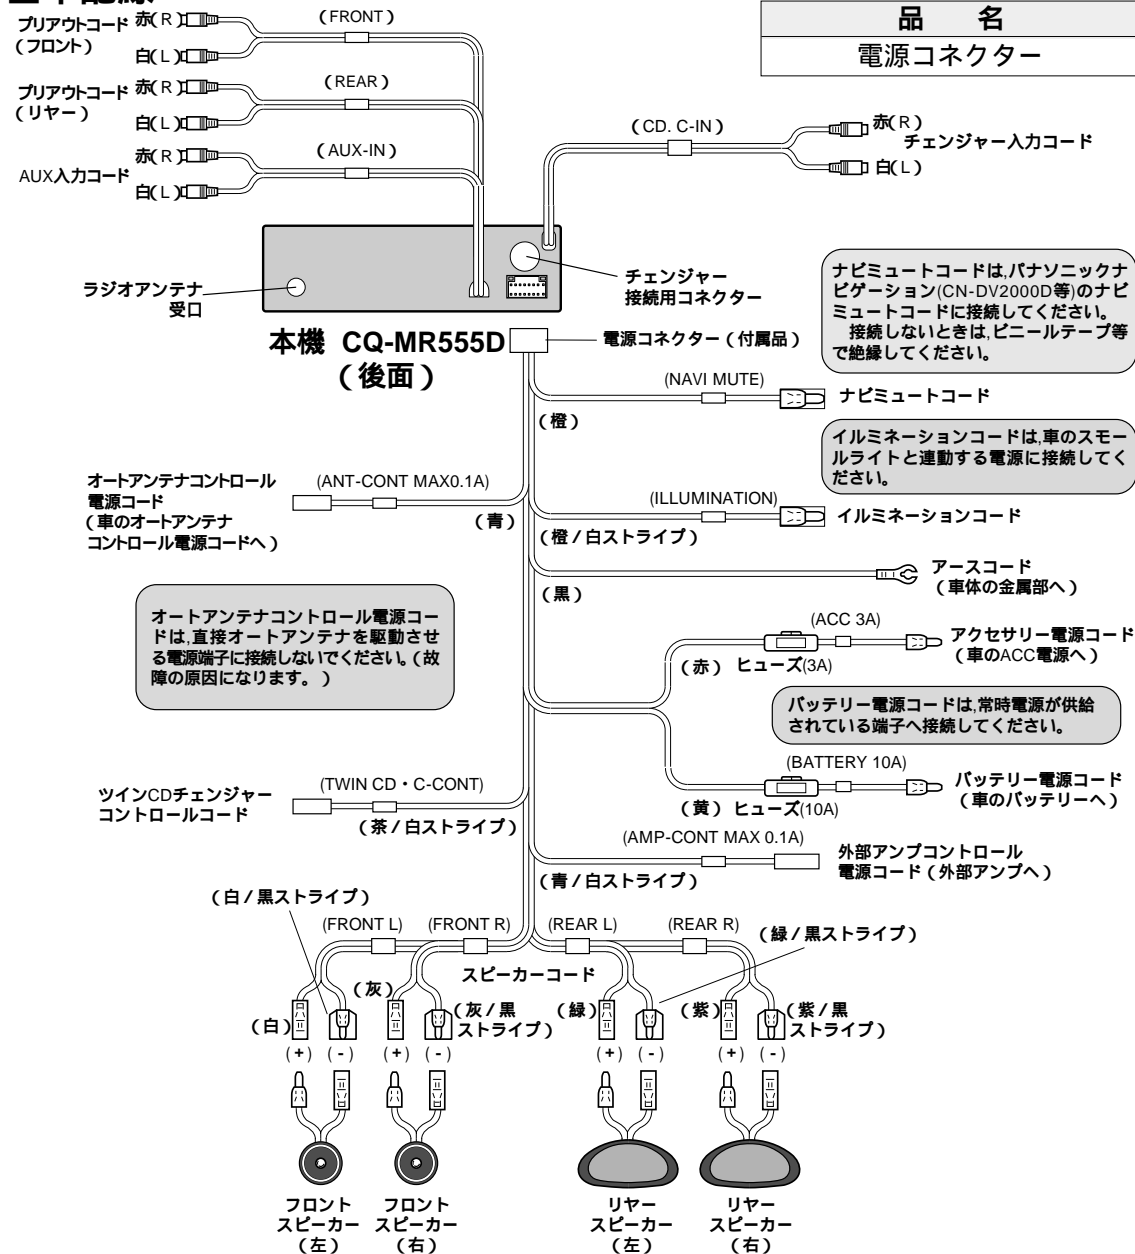 品 名
電源コネクター
プリアウトコード
(フロント)
赤(R)
白(L)
(FRONT)
プリアウトコード
(リヤー)
赤(R)
白(L)
(REAR)
AUX入力コード
赤(R)
白(L)
(AUX-IN)
(CD. C-IN)
赤(R)
チェンジャー入力コード
白(L)
ラジオアンテナ
受口
チェンジャー
接続用コネクター
本機 CQ-MR555D
(後面)
電源コネクター(付属品)
ナビミュートコードは,パナソニックナ
ビゲーション(CN-DV2000D等)のナビ
ミュートコードに接続してください。
接続しないときは,ビニールテープ等
で絶縁してください。
(NAVI MUTE)
ナビミュートコード
(橙)
イルミネーションコードは,車のスモー
ルライトと連動する電源に接続してく
ださい。
オートアンテナコントロール
電源コード
(車のオートアンテナ
コントロール電源コードへ)
(ANT-CONT MAX0.1A)
(青)
(ILLUMINATION)
イルミネーションコード
(橙/白ストライプ)
アースコード
(車体の金属部へ)
(黒)
オートアンテナコントロール電源コー
ドは,直接オートアンテナを駆動させ
る電源端子に接続しないでください。(故
障の原因になります。)
(ACC 3A)
アクセサリー電源コード
(車のACC電源へ)
(赤) ヒューズ(3A)
バッテリー電源コードは,常時電源が供給
されている端子へ接続してください。
(BATTERY 10A)
バッテリー電源コード
(車のバッテリーへ)
(黄) ヒューズ(10A)
ツインCDチェンジャー
コントロールコード
(TWIN CD・C-CONT)
(茶/白ストライプ)
(AMP-CONT MAX 0.1A)
外部アンプコントロール
電源コード(外部アンプへ)
(青/白ストライプ)
(白/黒ストライプ)
(FRONT L)
(FRONT R)
(REAR L)
(REAR R)
(緑/黒ストライプ)
スピーカーコード
(白)
(灰)
(灰/黒
ストライプ)
(緑)
(紫)
(紫/黒
ストライプ)
(+) (-) (+) (-) (+) (-) (+) (-)
フロント
スピーカー
(左)
フロント
スピーカー
(右)
リヤー
スピーカー
(左)
リヤー
スピーカー
(右)